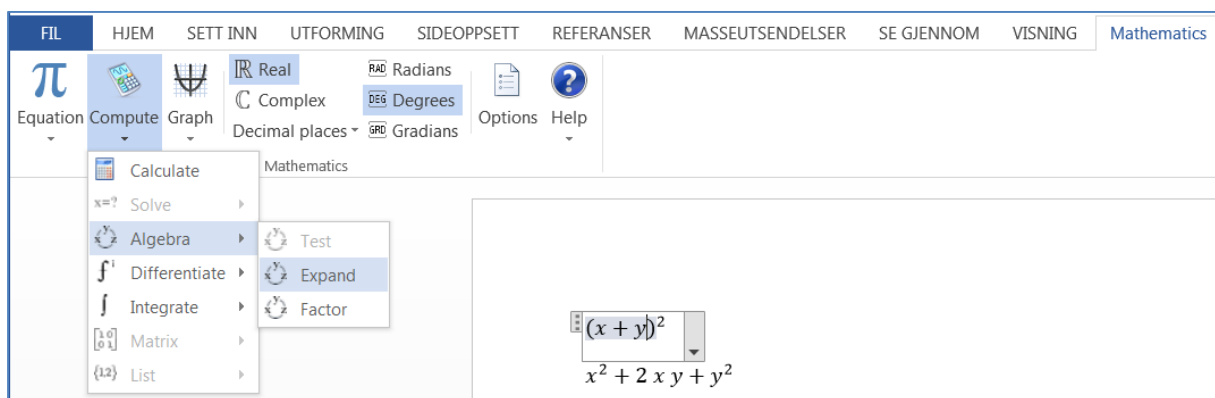 FIL HJEM SETT INN UTFORMING SIDEOPPSETT REFERANSER MASSEUTSENDELSER SE GJENNOM VISNING Mathematics
π Equation
Compute
Graph
ℝ Real
ℂ Complex
Decimal places
RAD Radians
DEG Degrees
GRD Gradians
Options
? Help
Mathematics
Calculate
x=? Solve
Algebra
Differentiate
∫ Integrate
Matrix
{1,2} List
Test
Expand
Factor
(x + y)²
x² + 2 x y + y²